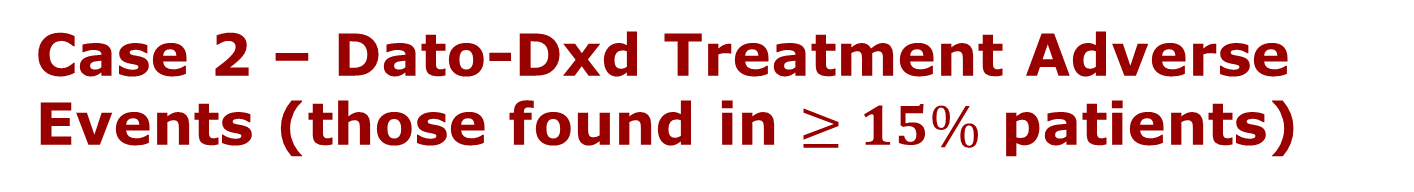 Case 2 – Dato-Dxd Treatment Adverse
Events (those found in ≥ 15% patients)